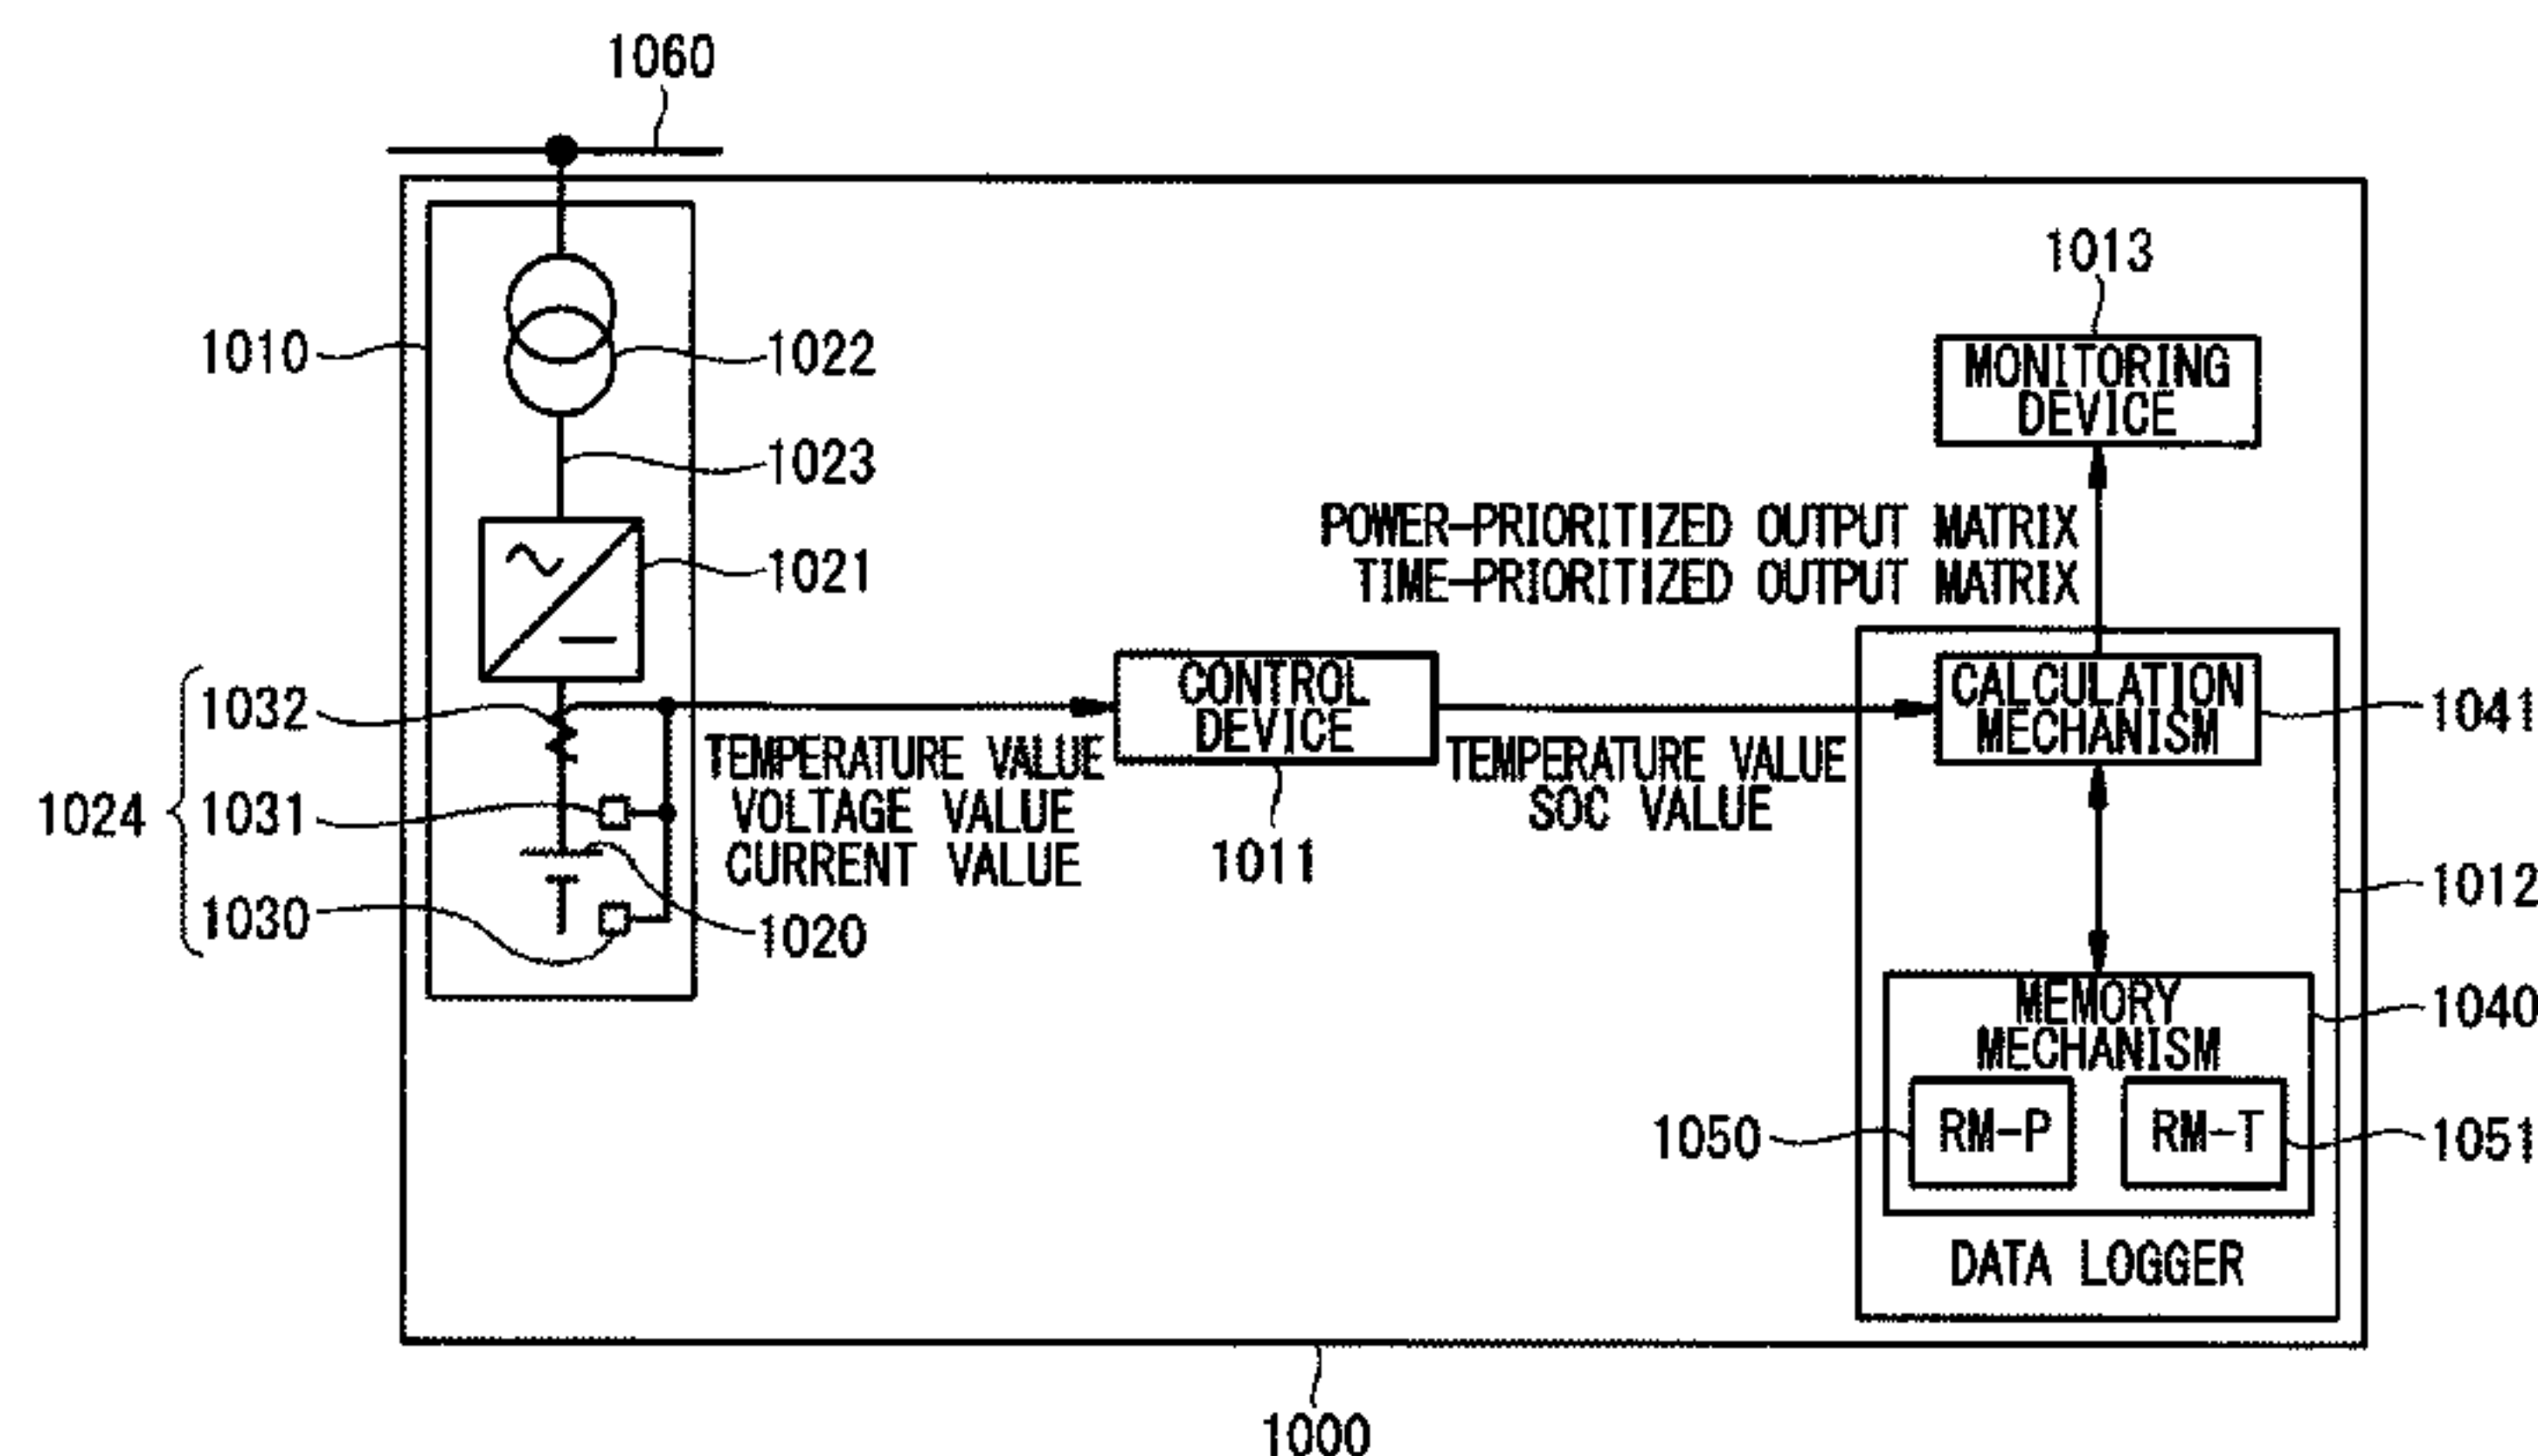 1060
1013
1010
1022
MONITORING
DEVICE
1023
POWER-PRIORITIZED OUTPUT MATRIX
TIME-PRIORITIZED OUTPUT MATRIX
1021
1032
CONTROL
DEVICE
CALCULATION
MECHANISM
1041
TEMPERATURE VALUE
VOLTAGE VALUE
CURRENT VALUE
TEMPERATURE VALUE
SOC VALUE
1024
1031
1011
1012
1030
1020
MEMORY
MECHANISM
1040
1050
RM-P
RM-T
1051
DATA LOGGER
1000